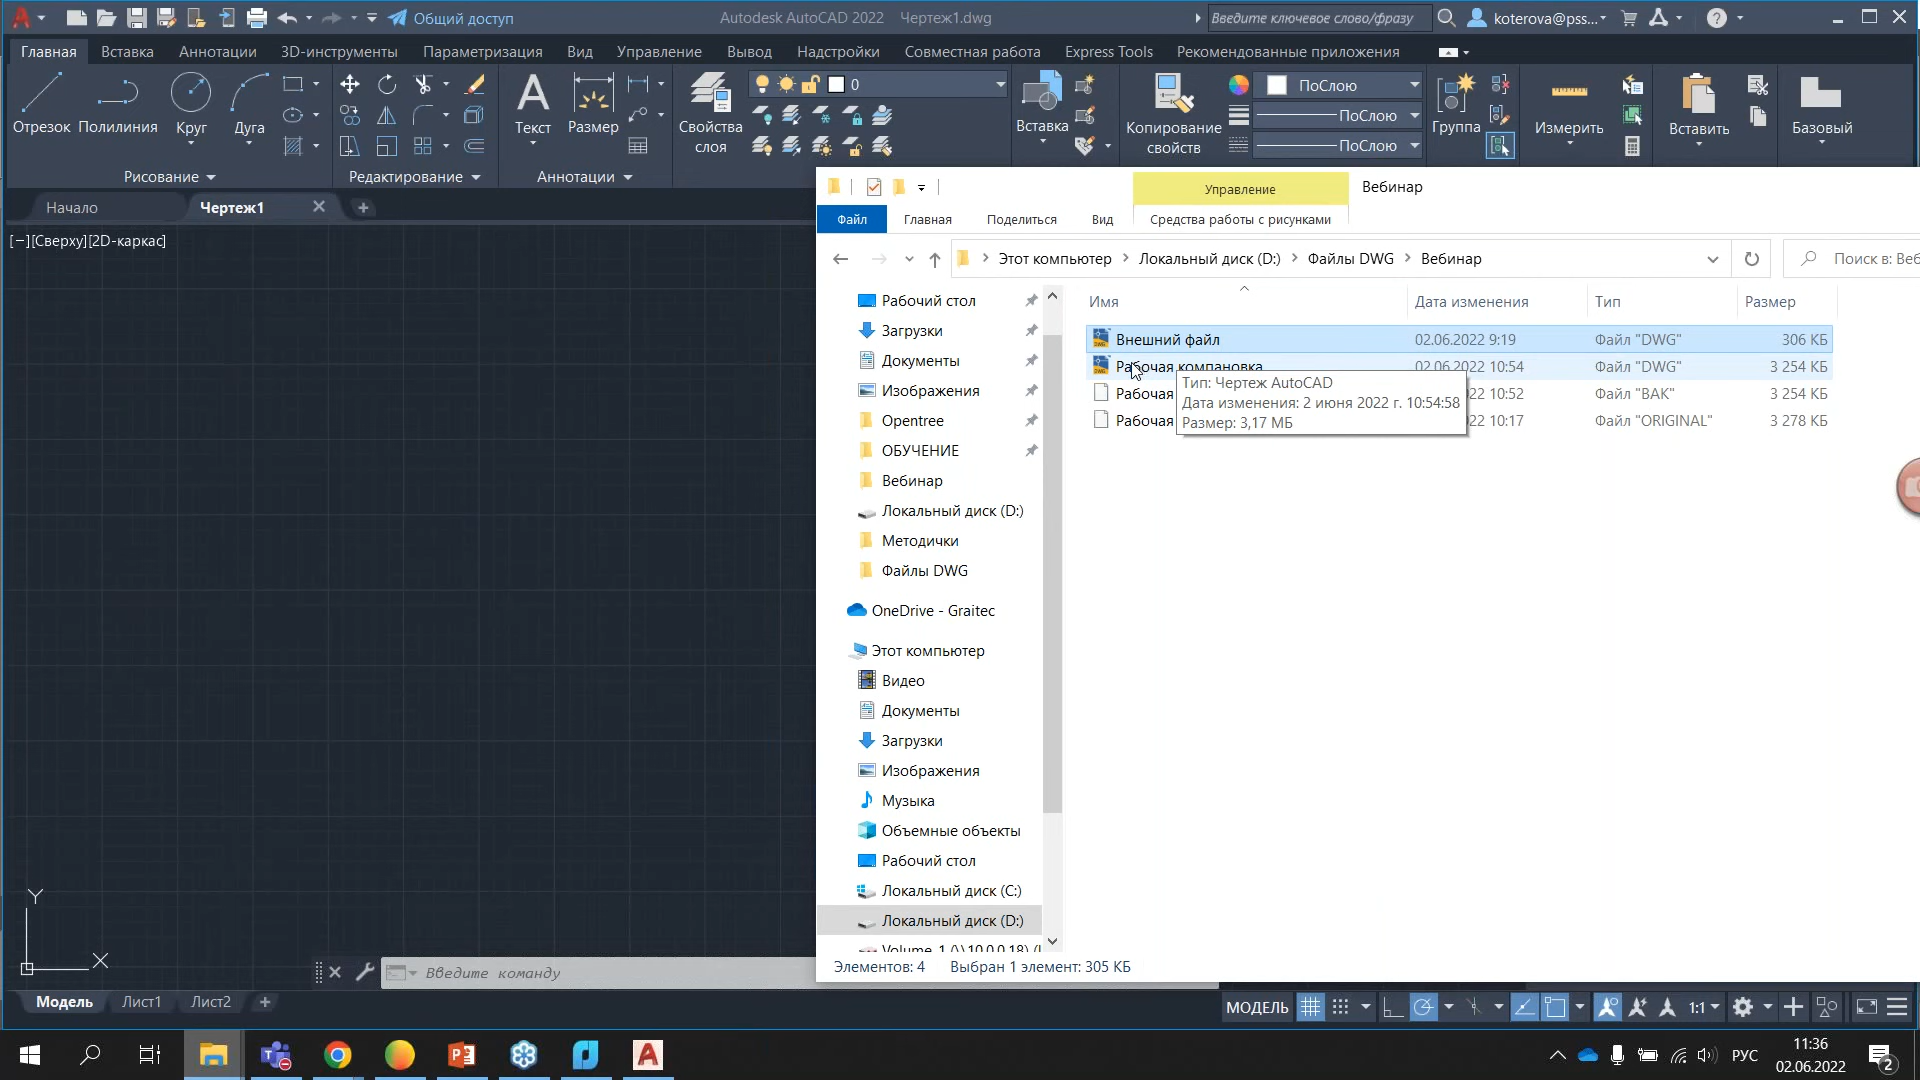 Общий доступ
Autodesk AutoCAD 2022 Чертеж1.dwg
Введите ключевое слово/фразу
koterova@pss...
Главная Вставка Аннотации 3D-инструменты Параметризация Вид Управление Вывод Надстройки Совместная работа Express Tools Рекомендованные приложения
0
ПоСлою
ПоСлою
ПоСлою
Отрезок Полилиния Круг Дуга
Текст Размер
Свойства слоя
Вставка
Копирование свойств
Группа
Измерить
Вставить
Базовый
Рисование Редактирование Аннотации
Начало Чертеж1
[−][Сверху][2D-каркас]
Управление Вебинар
Файл Главная Поделиться Вид Средства работы с рисунками
Этот компьютер Локальный диск (D:) Файлы DWG Вебинар
Поиск в: Веб
Имя Дата изменения Тип Размер
Внешний файл 02.06.2022 9:19 Файл "DWG" 306 КБ
Рабочая компановка 02.06.2022 10:54 Файл "DWG" 3 254 КБ
Рабочая 22 10:52 Файл "BAK" 3 254 КБ
Рабочая 22 10:17 Файл "ORIGINAL" 3 278 КБ
Тип: Чертеж AutoCAD
Дата изменения: 2 июня 2022 г. 10:54:58
Размер: 3,17 МБ
Рабочий стол
Загрузки
Документы
Изображения
Opentree
ОБУЧЕНИЕ
Вебинар
Локальный диск (D:)
Методички
Файлы DWG
OneDrive - Graitec
Этот компьютер
Видео
Документы
Загрузки
Изображения
Музыка
Объемные объекты
Рабочий стол
Локальный диск (C:)
Локальный диск (D:)
Элементов: 4 Выбран 1 элемент: 305 КБ
Y
X
Введите команду
Модель Лист1 Лист2
МОДЕЛЬ
1:1
РУС
11:36
02.06.2022
2